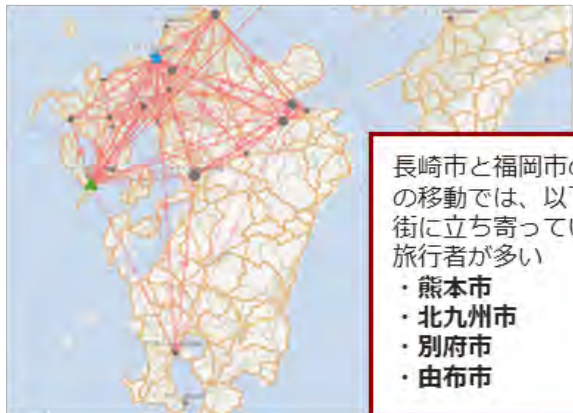 長崎市と福岡市の
の移動では、以下
街に立ち寄ってい
旅行者が多い
・熊本市
・北九州市
・別府市
・由布市